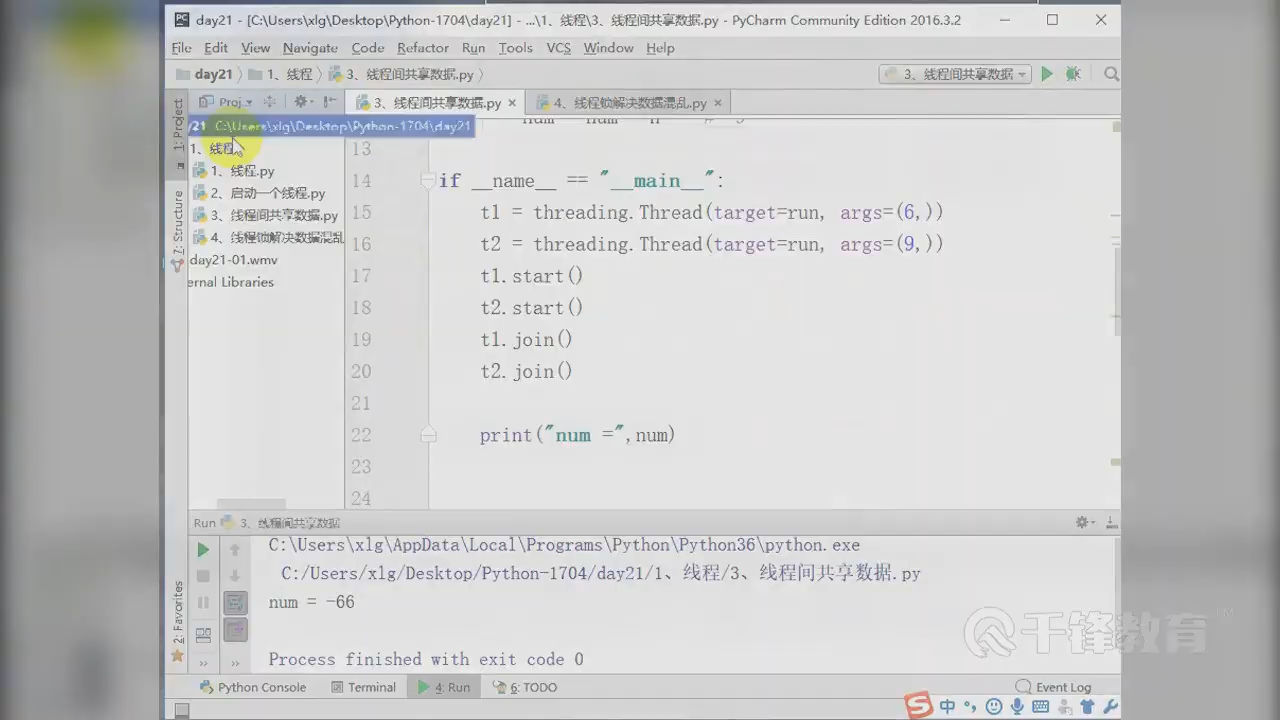 day21 - [C:\Users\xlg\Desktop\Python-1704\day21] - ...\1、线程\3、线程间共享数据.py - PyCharm Community Edition 2016.3.2
File Edit View Navigate Code Refactor Run Tools VCS Window Help
day21 1、线程 3、线程间共享数据.py 3、线程间共享数据
1: Project
Proj..
3、线程间共享数据.py 4、线程锁解决数据混乱.py
y21 C:\Users\xlg\Desktop\Python-1704\day21
1、线程
1、线程.py
2、启动一个线程.py
3、线程间共享数据.py
4、线程锁解决数据混乱
day21-01.wmv
ernal Libraries
7: Structure
13
14 if __name__ == "__main__":
15 t1 = threading.Thread(target=run, args=(6,))
16 t2 = threading.Thread(target=run, args=(9,))
17 t1.start()
18 t2.start()
19 t1.join()
20 t2.join()
21
22 print("num =",num)
23
24
Run 3、线程间共享数据
C:\Users\xlg\AppData\Local\Programs\Python\Python36\python.exe
C:/Users/xlg/Desktop/Python-1704/day21/1、线程/3、线程间共享数据.py
num = -66
Process finished with exit code 0
2: Favorites
千锋教育 TM
Python Console Terminal 4: Run 6: TODO Event Log
S 中